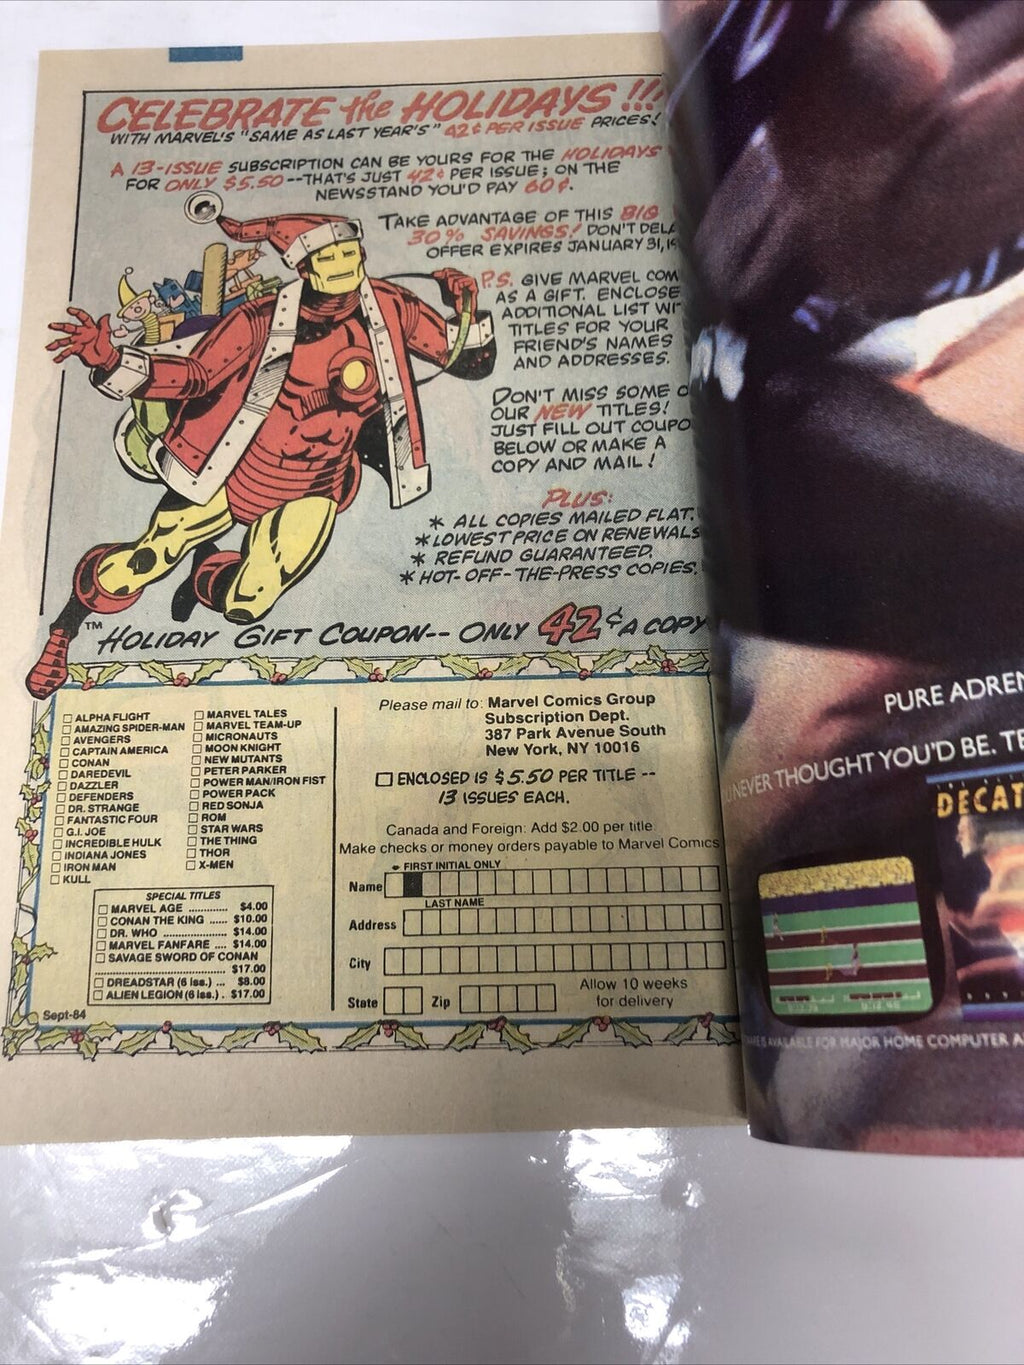 CELEBRATE the HOLIDAYS !!!
WITH MARVEL'S "SAME AS LAST YEAR'S" 42¢ PER ISSUE PRICES!
A 13-ISSUE SUBSCRIPTION CAN BE YOURS FOR THE HOLIDAYS
FOR ONLY $5.50--THAT'S JUST 42¢ PER ISSUE; ON THE
NEWSSTAND YOU'D PAY 60¢.
TAKE ADVANTAGE OF THIS BIG
30% SAVINGS! DON'T
OFFER EXPIRES JANUARY 31,
P.S. GIVE MARVEL
AS A GIFT. ENCLOSE
ADDITIONAL LIST
TITLES FOR YOUR
FRIEND'S NAMES
AND ADDRESSES.
DON'T MISS SOME
OUR NEW TITLES!
JUST FILL OUT
BELOW OR MAKE A
COPY AND MAIL!
PLUS:
* ALL COPIES MAILED FLAT.
* LOWEST PRICE ON RENEWALS
* REFUND GUARANTEED.
* HOT-OFF-THE-PRESS COPIES.
TM
HOLIDAY GIFT COUPON-- ONLY 42¢ A COPY
ALPHA FLIGHT
AMAZING SPIDER-MAN
AVENGERS
CAPTAIN AMERICA
CONAN
DAREDEVIL
DAZZLER
DEFENDERS
DR. STRANGE
FANTASTIC FOUR
G.I. JOE
INCREDIBLE HULK
INDIANA JONES
IRON MAN
KULL
MARVEL TALES
MARVEL TEAM-UP
MICRONAUTS
MOON KNIGHT
NEW MUTANTS
PETER PARKER
POWER MAN/IRON FIST
POWER PACK
RED SONJA
ROM
STAR WARS
THE THING
THOR
X-MEN
SPECIAL TITLES
MARVEL AGE ............ $4.00
CONAN THE KING ...... $10.00
DR. WHO .................... $14.00
MARVEL FANFARE .... $14.00
SAVAGE SWORD OF CONAN
.................................... $17.00
DREADSTAR (6 iss.) ... $8.00
ALIEN LEGION (6 iss.) . $17.00
Sept-84
Please mail to: Marvel Comics Group
Subscription Dept.
387 Park Avenue South
New York, NY 10016
ENCLOSED IS $5.50 PER TITLE --
13 ISSUES EACH.
Canada and Foreign: Add $2.00 per title
Make checks or money orders payable to Marvel Comics
FIRST INITIAL ONLY
Name
LAST NAME
Address
City
State Zip
Allow 10 weeks
for delivery
PURE
NEVER THOUGHT YOU'D BE.
AVAILABLE FOR MAJOR HOME COMPUTER